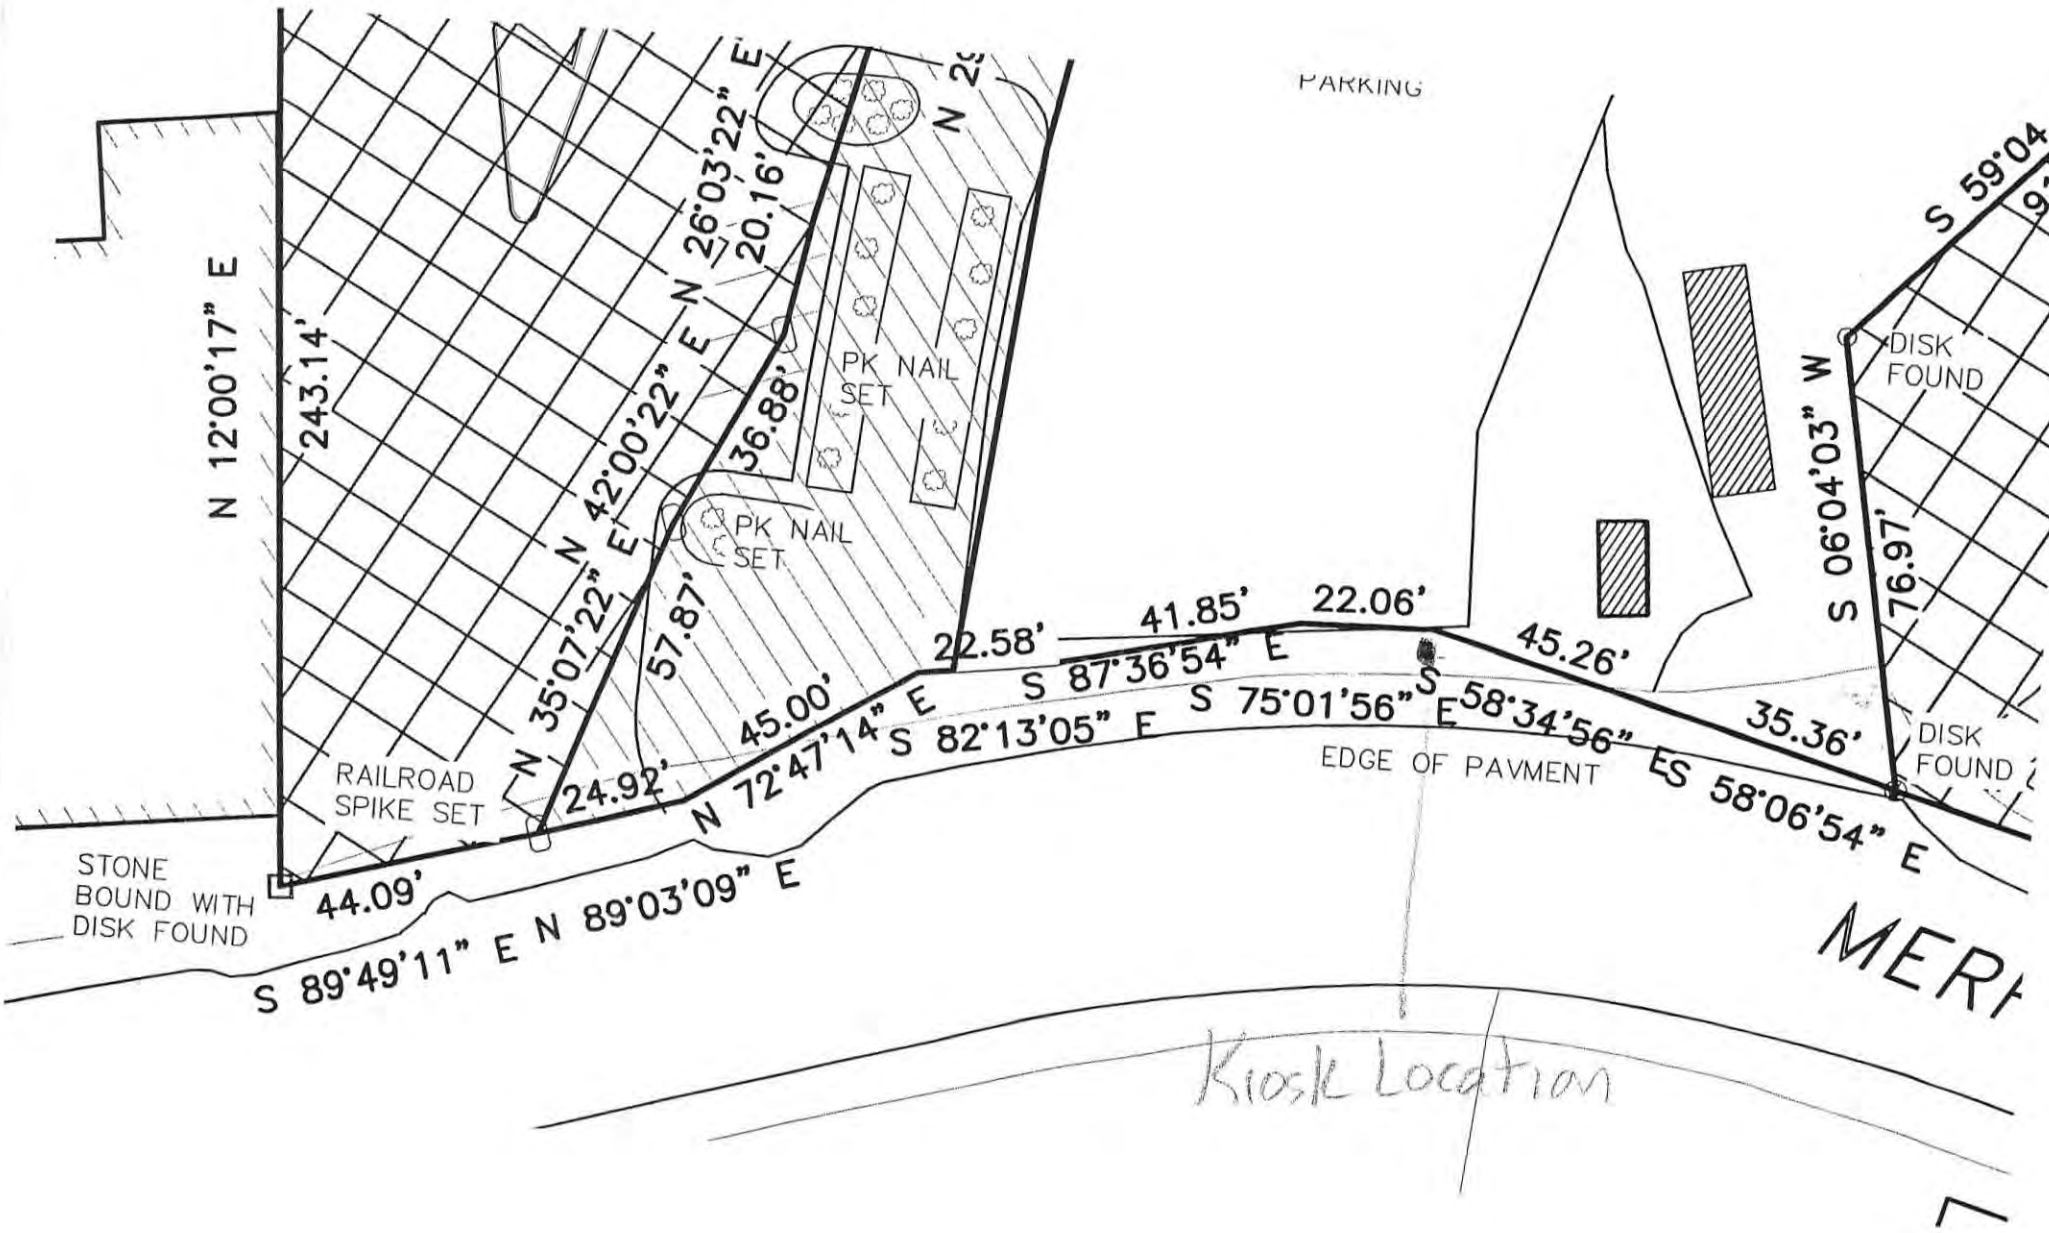 PARKING
N 29
N 26°03'22" E
20.16'
S 59°04
N 12°00'17" E
243.14'
N 42°00'22" E
36.88'
PK NAIL
SET
DISK
FOUND
S 06°04'03" W
76.97'
PK NAIL
SET
N 35°07'22" E
57.87'
22.58'
41.85'
22.06'
45.26'
35.36'
S 87°36'54" E
S 75°01'56" E
S 58°34'56" E
S 58°06'54" E
45.00'
N 72°47'14" E
S 82°13'05" E
EDGE OF PAVMENT
DISK
FOUND
RAILROAD
SPIKE SET
24.92'
STONE
BOUND WITH
DISK FOUND
44.09'
S 89°49'11" E
N 89°03'09" E
MERR
Kiosk Location